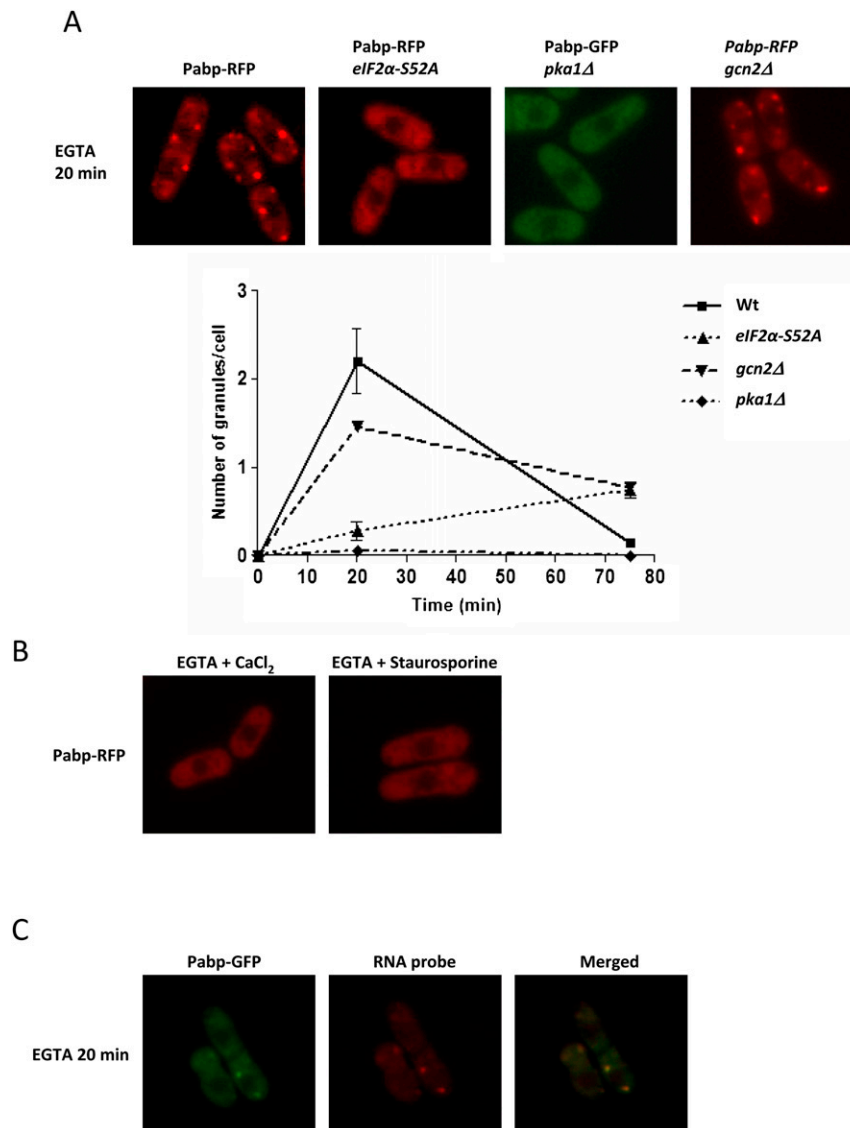 A
Pabp-RFP
Pabp-RFP
eIF2α-S52A
Pabp-GFP
pka1Δ
Pabp-RFP
gcn2Δ
EGTA
20 min
Number of granules/cell
3
2
1
0
0 10 20 30 40 50 60 70 80
Time (min)
Wt
eIF2α-S52A
gcn2Δ
pka1Δ
B
EGTA + CaCl₂
EGTA + Staurosporine
Pabp-RFP
C
Pabp-GFP
RNA probe
Merged
EGTA 20 min